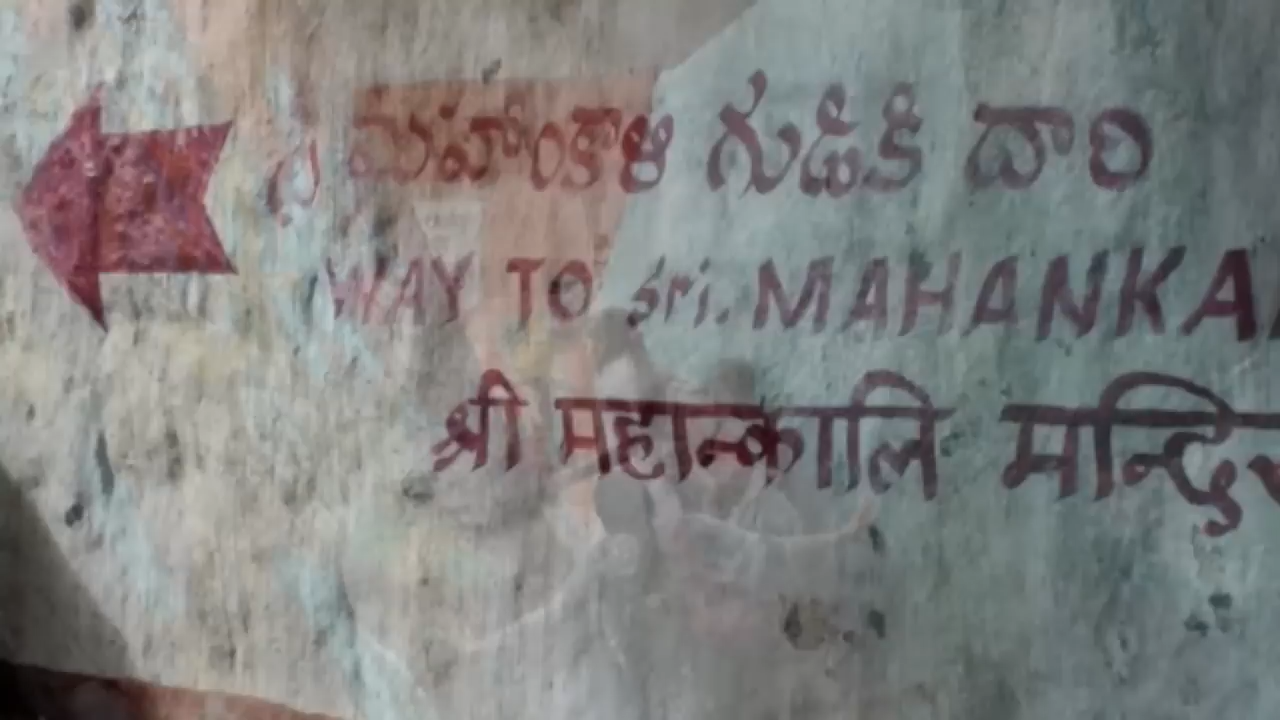 శ్రీ మహాంకాళి గుడికి దారి
WAY TO Sri. MAHANKA
श्री महान्कालि मन्दिर